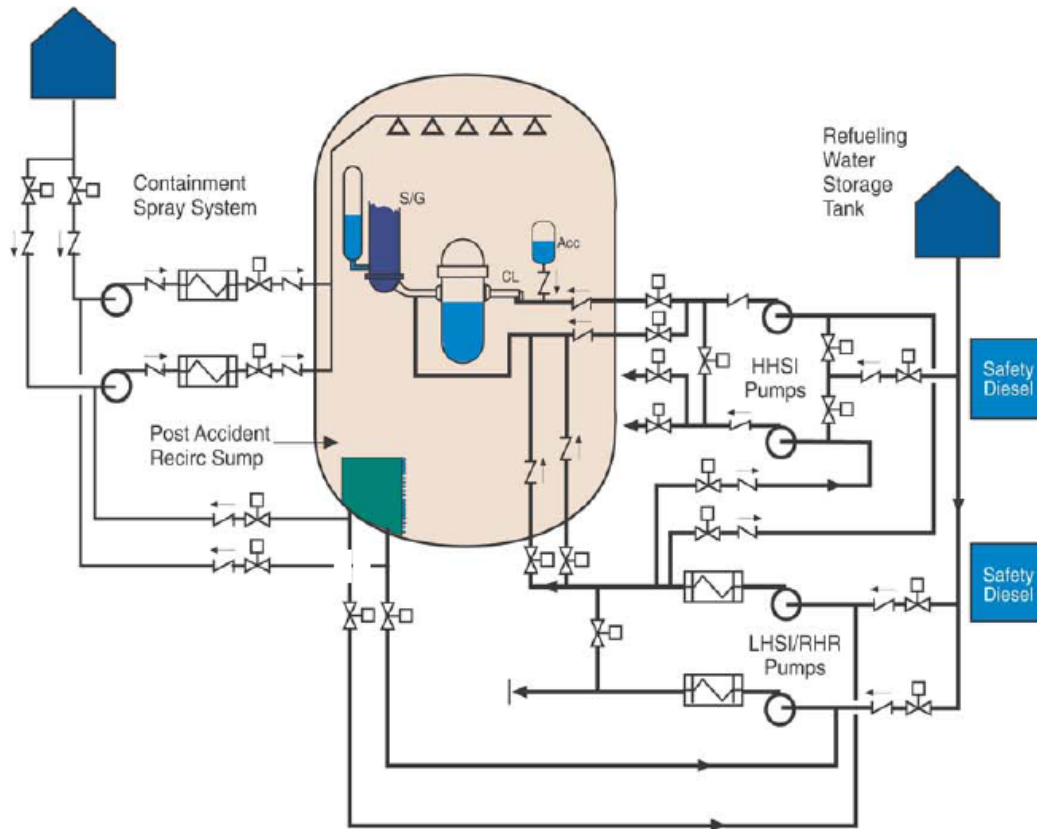 Containment
Spray System
S/G
Acc
CL
Refueling
Water
Storage
Tank
HHSI
Pumps
Safety
Diesel
Post Accident
Recirc Sump
Safety
Diesel
LHSI/RHR
Pumps